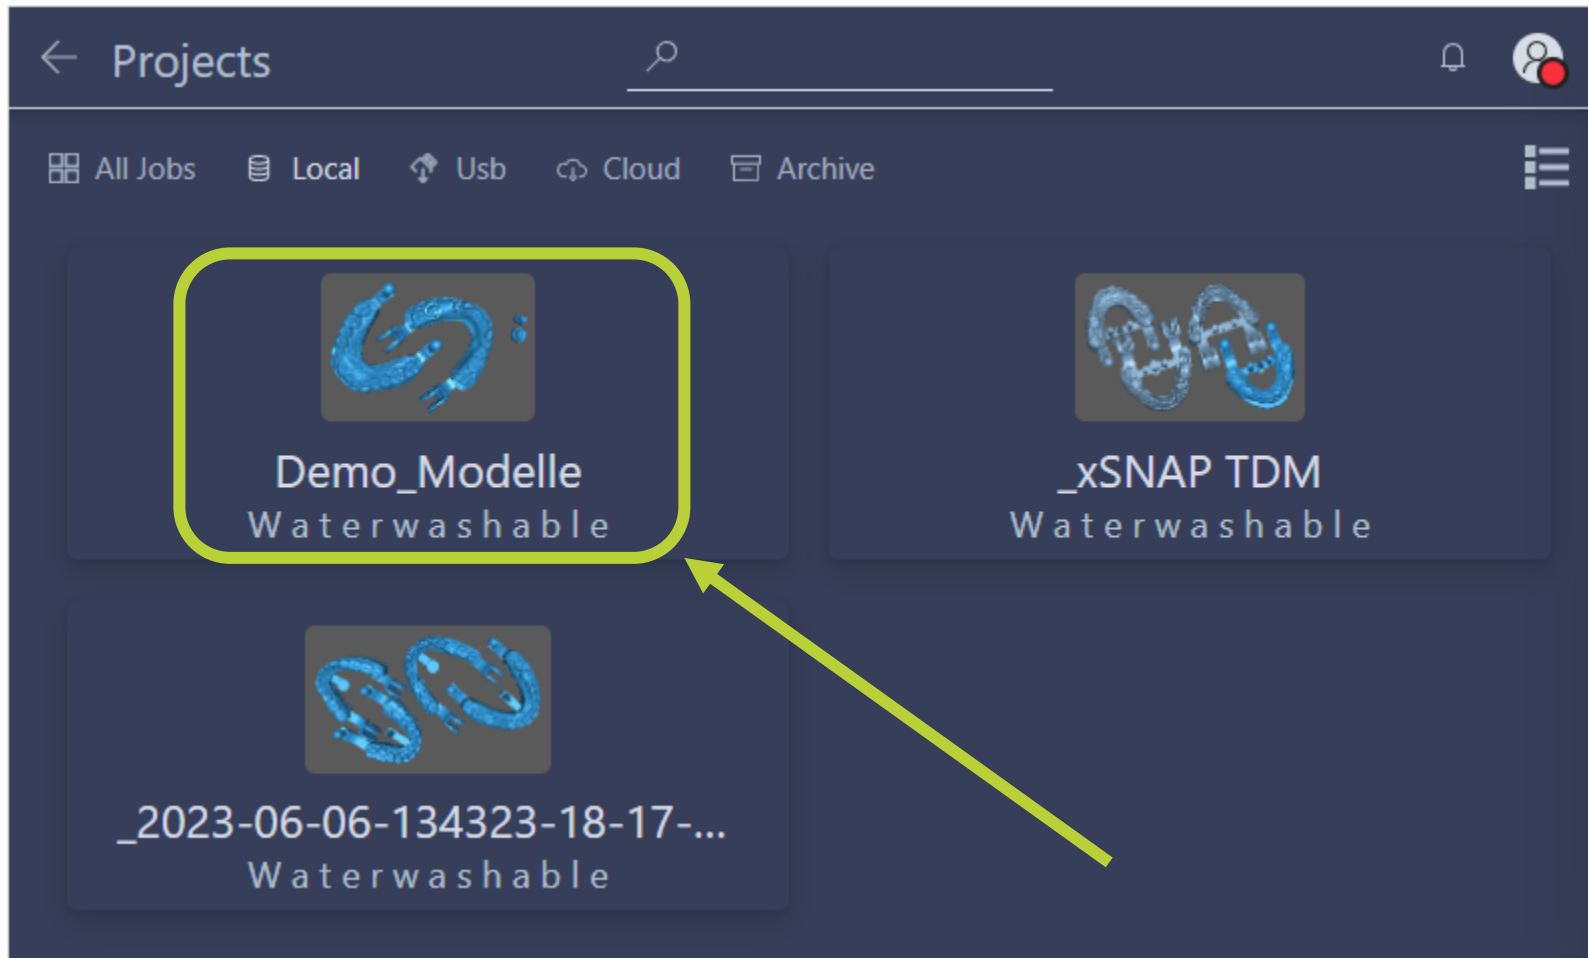 Projects
All Jobs Local Usb Cloud Archive
Demo_Modelle
Waterwashable
_xSNAP TDM
Waterwashable
_2023-06-06-134323-18-17-...
Waterwashable